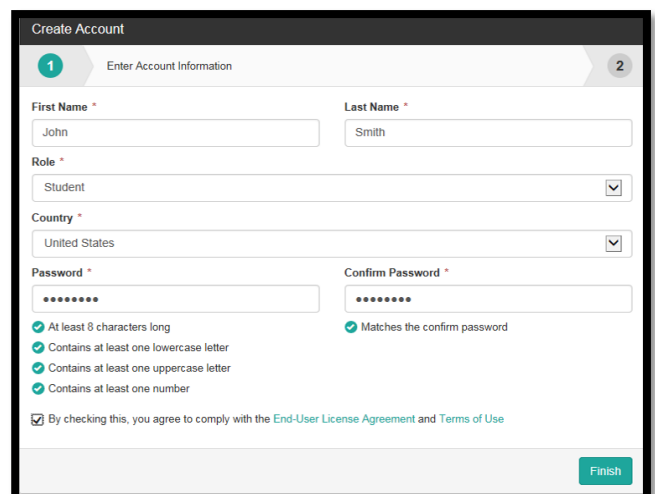 Create Account
1 Enter Account Information 2
First Name * Last Name *
John Smith
Role *
Student
Country *
United States
Password * Confirm Password *
●●●●●●●● ●●●●●●●●
At least 8 characters long Matches the confirm password
Contains at least one lowercase letter
Contains at least one uppercase letter
Contains at least one number
By checking this, you agree to comply with the End-User License Agreement and Terms of Use
Finish